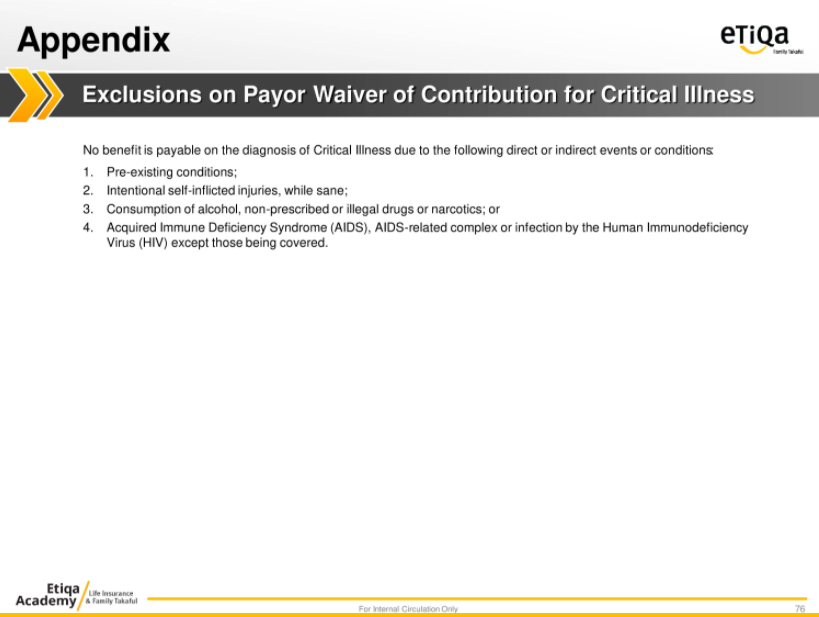 Appendix
eTiQa
Family Takaful
Exclusions on Payor Waiver of Contribution for Critical Illness
No benefit is payable on the diagnosis of Critical Illness due to the following direct or indirect events or conditions:
1. Pre-existing conditions;
2. Intentional self-inflicted injuries, while sane;
3. Consumption of alcohol, non-prescribed or illegal drugs or narcotics; or
4. Acquired Immune Deficiency Syndrome (AIDS), AIDS-related complex or infection by the Human Immunodeficiency
Virus (HIV) except those being covered.
Etiqa
Academy
Life Insurance
& Family Takaful
For Internal Circulation Only
76